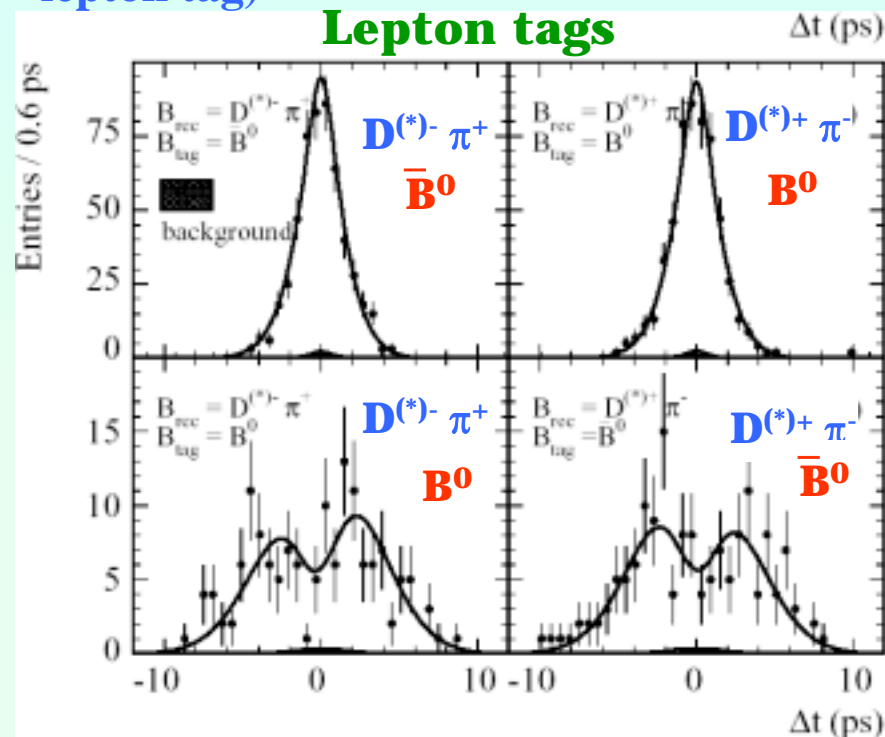 lepton tag)
Lepton tags
Δt (ps)
Entries / 0.6 ps
75
50
25
0
B_rec = D^(*)- π^+
B_tag = B̄^0
background
D^(*)- π^+
B̄^0
B_rec = D^(*)+ π^-
B_tag = B^0
D^(*)+ π^-)
B^0
15
10
5
0
B_rec = D^(*)- π^+
B_tag = B^0
D^(*)- π^+
B^0
B_rec = D^(*)+ π^-
B_tag = B̄^0
D^(*)+ π^-)
B̄^0
-10
0
10
-10
0
10
Δt (ps)